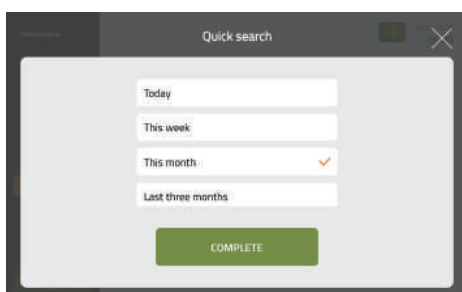 Quick search
Today
This week
This month
Last three months
COMPLETE